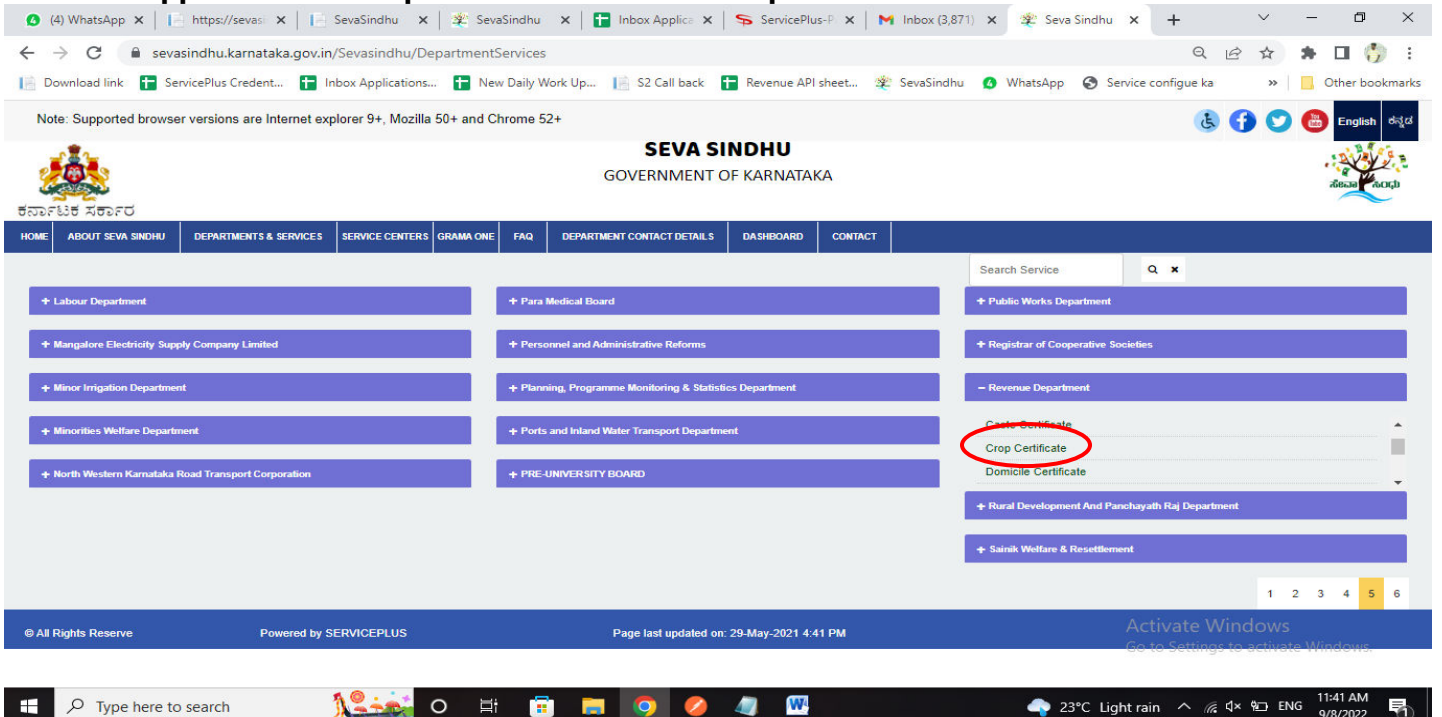 (4) WhatsApp
https://sevasi
SevaSindhu
SevaSindhu
Inbox Applica
ServicePlus-P
Inbox (3,871)
Seva Sindhu
sevasindhu.karnataka.gov.in/Sevasindhu/DepartmentServices
Download link
ServicePlus Credent...
Inbox Applications...
New Daily Work Up...
S2 Call back
Revenue API sheet...
SevaSindhu
WhatsApp
Service configue ka
»
Other bookmarks
Note: Supported browser versions are Internet explorer 9+, Mozilla 50+ and Chrome 52+
English
ಕನ್ನಡ
SEVA SINDHU
GOVERNMENT OF KARNATAKA
ಕರ್ನಾಟಕ ಸರ್ಕಾರ
ಸೇವಾ ಸಿಂಧು
HOME
ABOUT SEVA SINDHU
DEPARTMENTS & SERVICES
SERVICE CENTERS
GRAMA ONE
FAQ
DEPARTMENT CONTACT DETAILS
DASHBOARD
CONTACT
Search Service
+ Labour Department
+ Mangalore Electricity Supply Company Limited
+ Minor Irrigation Department
+ Minorities Welfare Department
+ North Western Karnataka Road Transport Corporation
+ Para Medical Board
+ Personnel and Administrative Reforms
+ Planning, Programme Monitoring & Statistics Department
+ Ports and Inland Water Transport Department
+ PRE-UNIVERSITY BOARD
+ Public Works Department
+ Registrar of Cooperative Societies
− Revenue Department
Caste Certificate
Crop Certificate
Domicile Certificate
+ Rural Development And Panchayath Raj Department
+ Sainik Welfare & Resettlement
1 2 3 4 5 6
© All Rights Reserve
Powered by SERVICEPLUS
Page last updated on: 29-May-2021 4:41 PM
Activate Windows
Go to Settings to activate Windows.
Type here to search
23°C Light rain
ENG
11:41 AM
9/8/2022